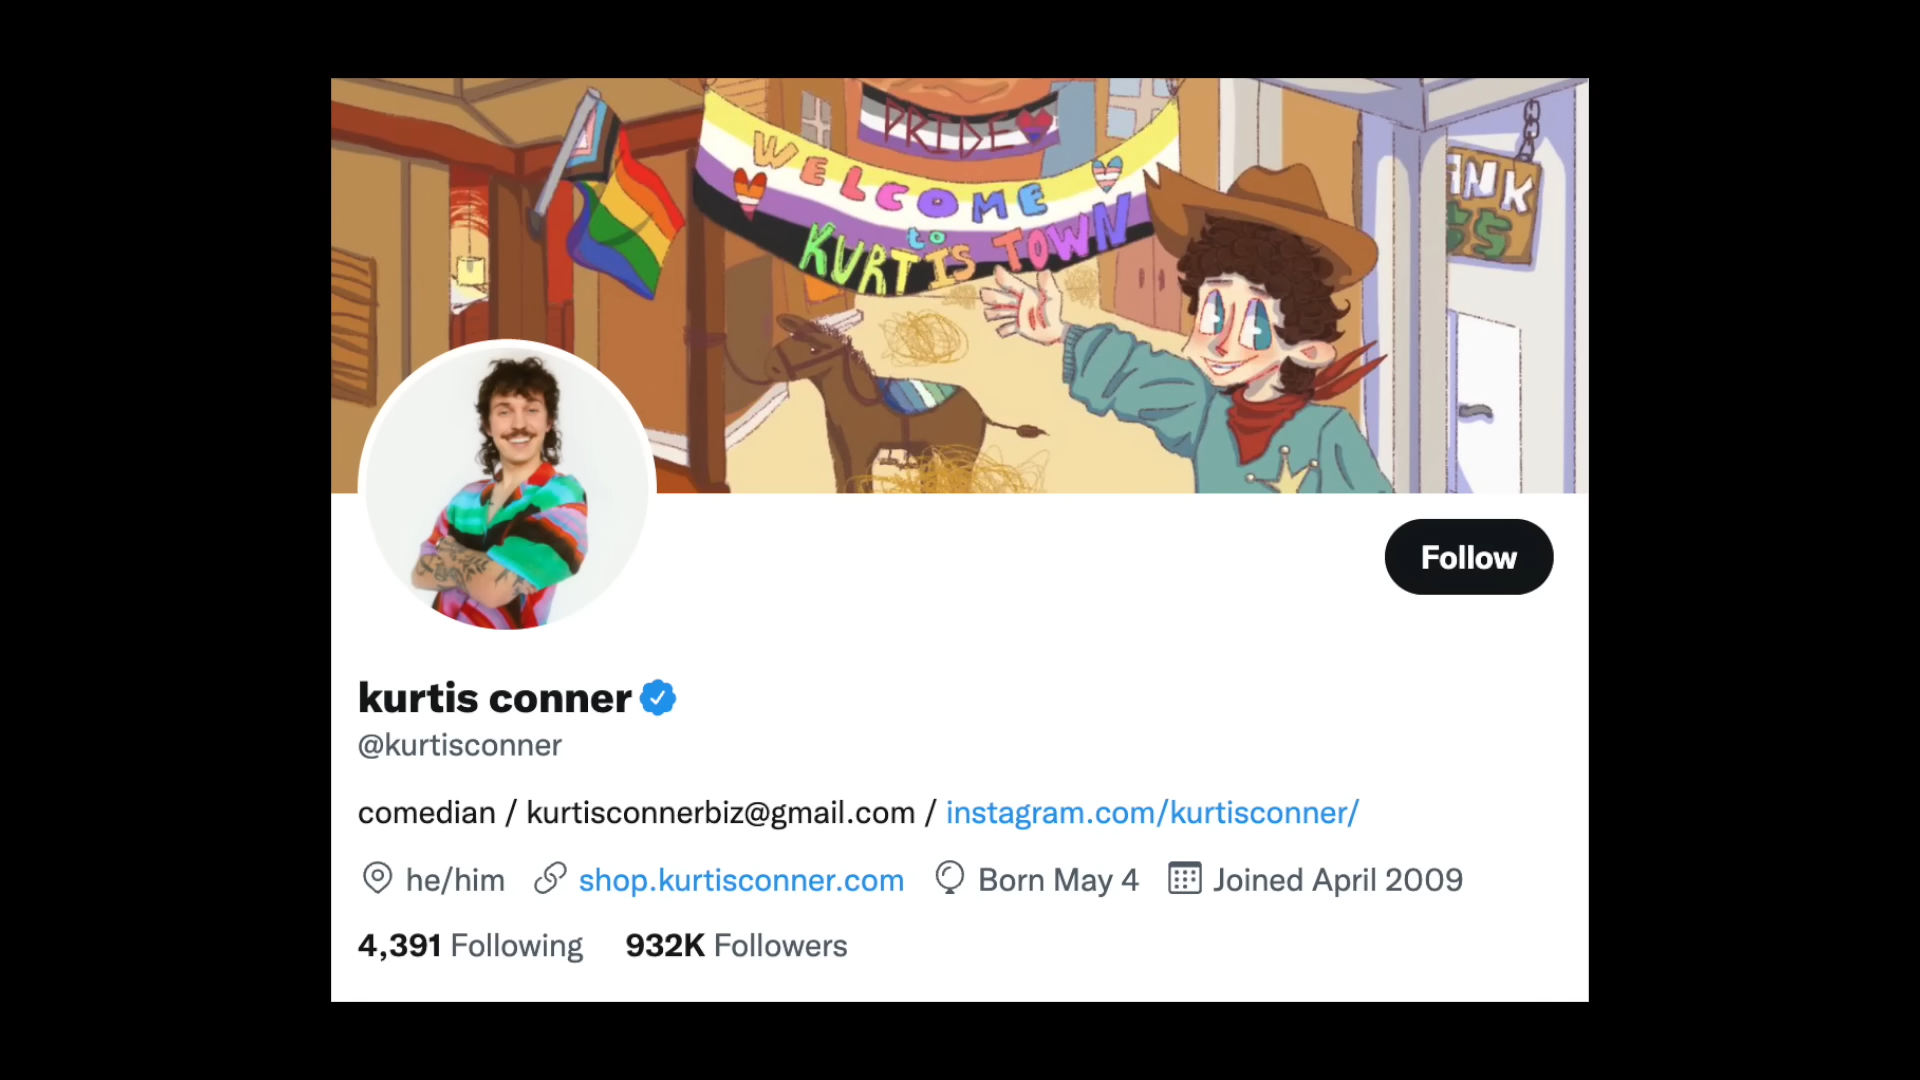 PRIDE
WELCOME
to
KURTIS TOWN
Follow
kurtis conner
@kurtisconner
comedian / kurtisconnerbiz@gmail.com / instagram.com/kurtisconner/
he/him shop.kurtisconner.com Born May 4 Joined April 2009
4,391 Following 932K Followers